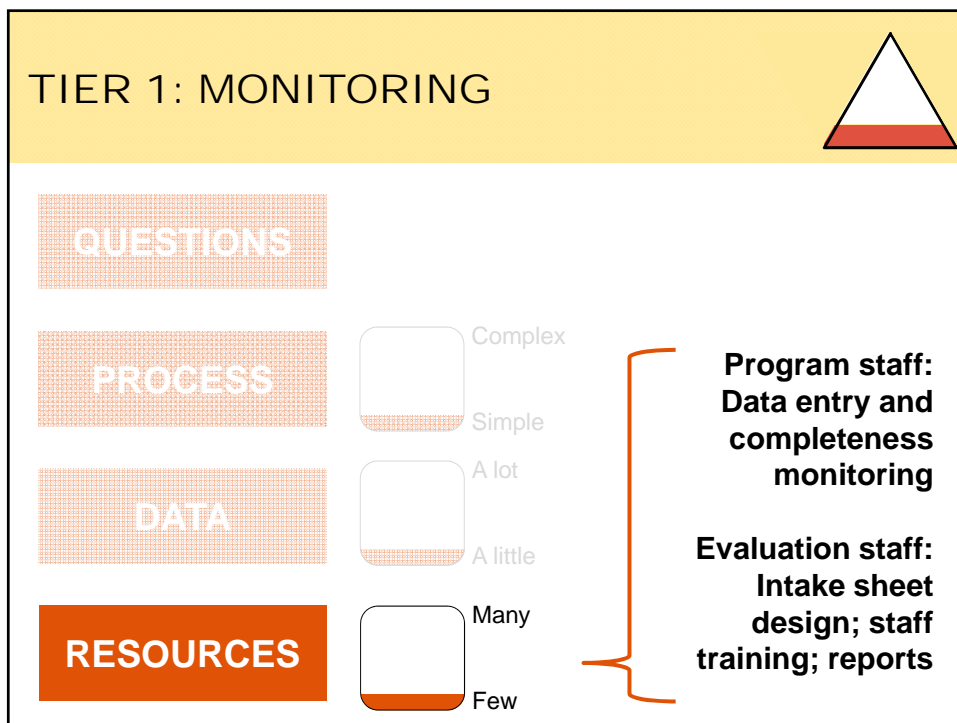 TIER 1: MONITORING
QUESTIONS
PROCESS
Complex
Simple
DATA
A lot
A little
RESOURCES
Many
Few
Program staff:
Data entry and
completeness
monitoring
Evaluation staff:
Intake sheet
design; staff
training; reports